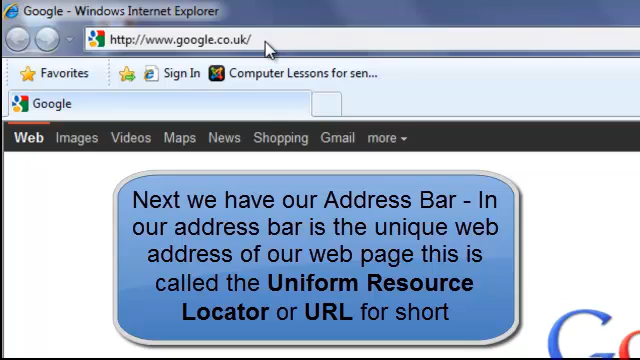 Google - Windows Internet Explorer
http://www.google.co.uk/
Favorites Sign In Computer Lessons for sen...
Google
Web Images Videos Maps News Shopping Gmail more
Next we have our Address Bar - In
our address bar is the unique web
address of our web page this is
called the Uniform Resource
Locator or URL for short